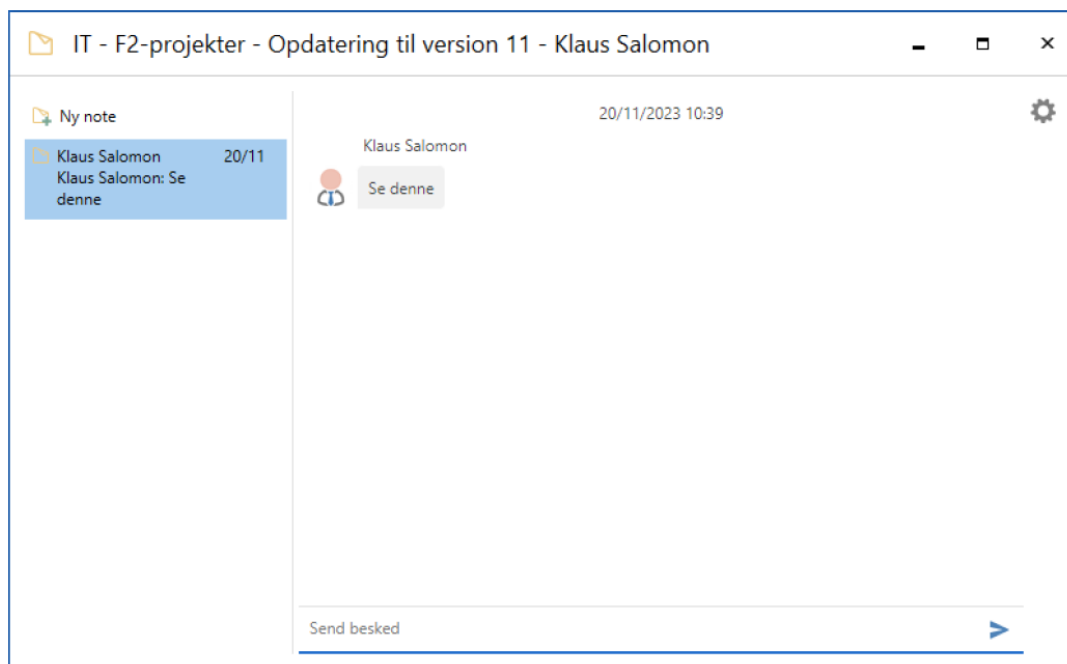 IT - F2-projekter - Opdatering til version 11 - Klaus Salomon
Ny note
Klaus Salomon 20/11
Klaus Salomon: Se
denne
20/11/2023 10:39
Klaus Salomon
Se denne
Send besked